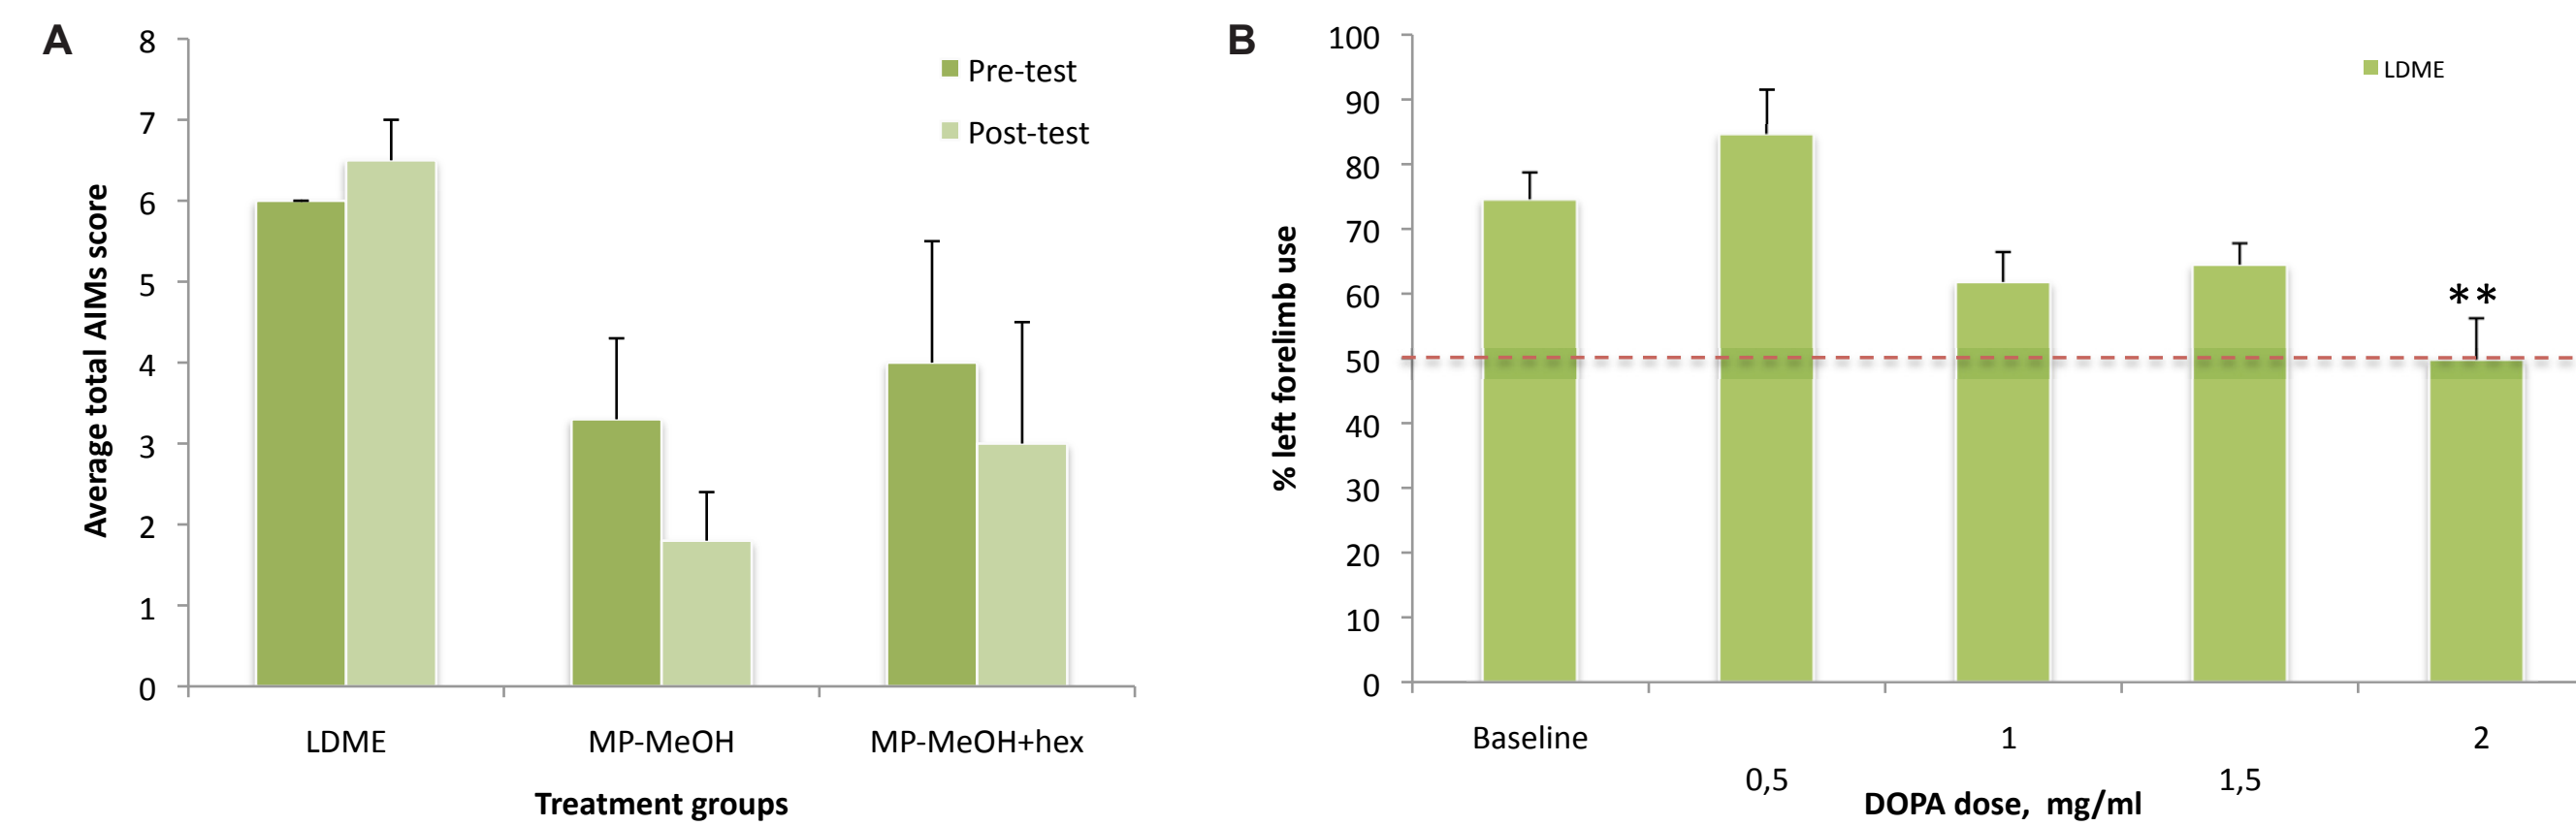 A
8
7
6
5
4
3
2
1
0
Average total AIMs score
Pre-test
Post-test
LDME
MP-MeOH
MP-MeOH+hex
Treatment groups
B
100
90
80
70
60
50
40
30
20
10
0
% left forelimb use
LDME
**
Baseline
0,5
1
1,5
2
DOPA dose, mg/ml